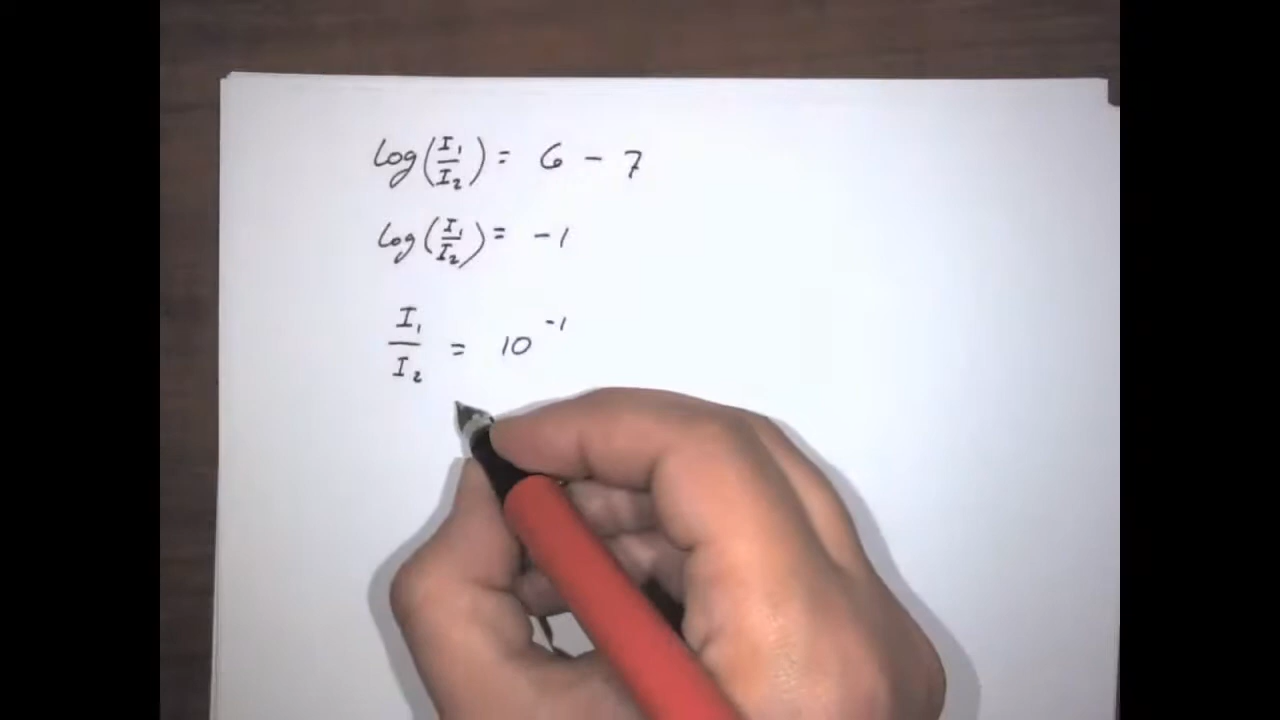 log(I₁/I₂) = 6 - 7
log(I₁/I₂) = -1
I₁/I₂ = 10⁻¹